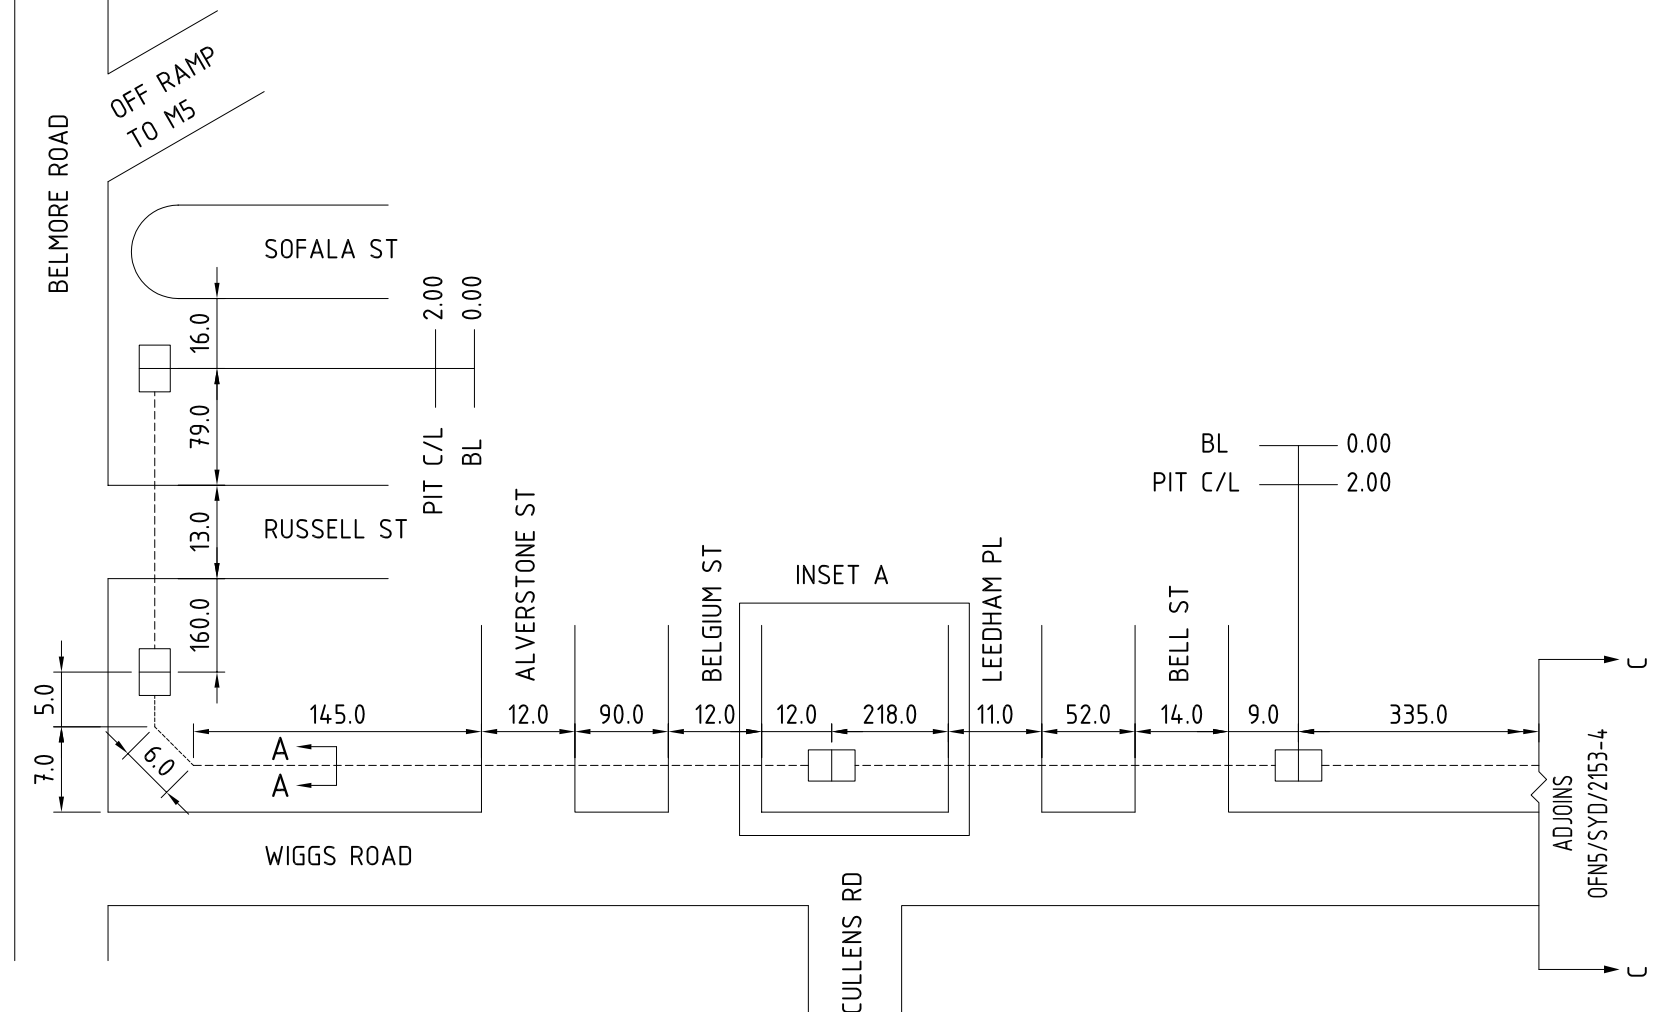 OFF RAMP
TO M5
BELMORE ROAD
SOFALA ST
2.00
0.00
16.0
79.0
PIT C/L
BL
BL
0.00
PIT C/L
2.00
RUSSELL ST
13.0
ALVERSTONE ST
BELGIUM ST
INSET A
LEEDHAM PL
BELL ST
160.0
C
5.0
145.0
12.0
90.0
12.0
12.0
218.0
11.0
52.0
14.0
9.0
335.0
7.0
6.0
A
A
ADJOINS
OFN5/SYD/2153-4
WIGGS ROAD
CULLENS RD
C